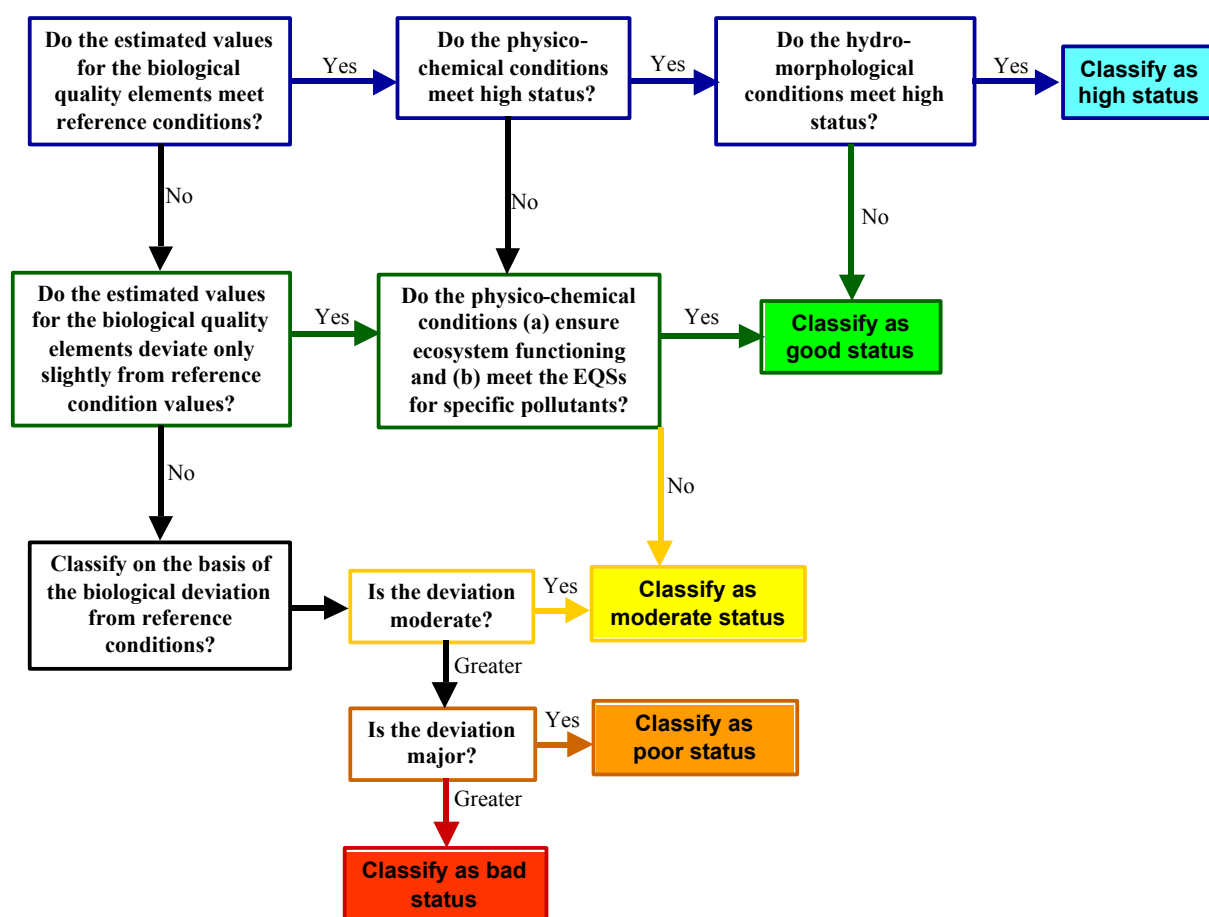 Do the estimated values
for the biological
quality elements meet
reference conditions?
Yes
Do the physico-
chemical conditions
meet high status?
Yes
Do the hydro-
morphological
conditions meet high
status?
Yes
Classify as
high status
No
No
No
Do the estimated values
for the biological quality
elements deviate only
slightly from reference
condition values?
Yes
Do the physico-chemical
conditions (a) ensure
ecosystem functioning
and (b) meet the EQSs
for specific pollutants?
Yes
Classify as
good status
No
No
Classify on the basis of
the biological deviation
from reference
conditions?
Is the deviation
moderate?
Yes
Classify as
moderate status
Greater
Is the deviation
major?
Yes
Classify as
poor status
Greater
Classify as bad
status